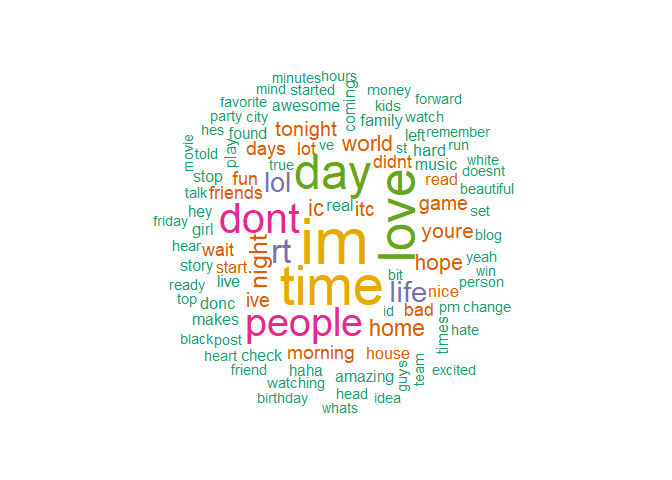 minutes hours
mind started money
favorite awesome coming kids forward
party city family watch
hes found tonight left remember
movie told play days lot ve world st hard run
true didnt music white
stop fun lol day read doesnt
talk friends love beautiful
hey dont ic real itc game set
friday girl im youre blog
hear wait night rt hope yeah
story start. bit win
ready live time life nice person
top donc ive id bad pm change
makes people home times hate
black post
heart check morning house
friend haha amazing guys team excited
watching
birthday head idea
whats